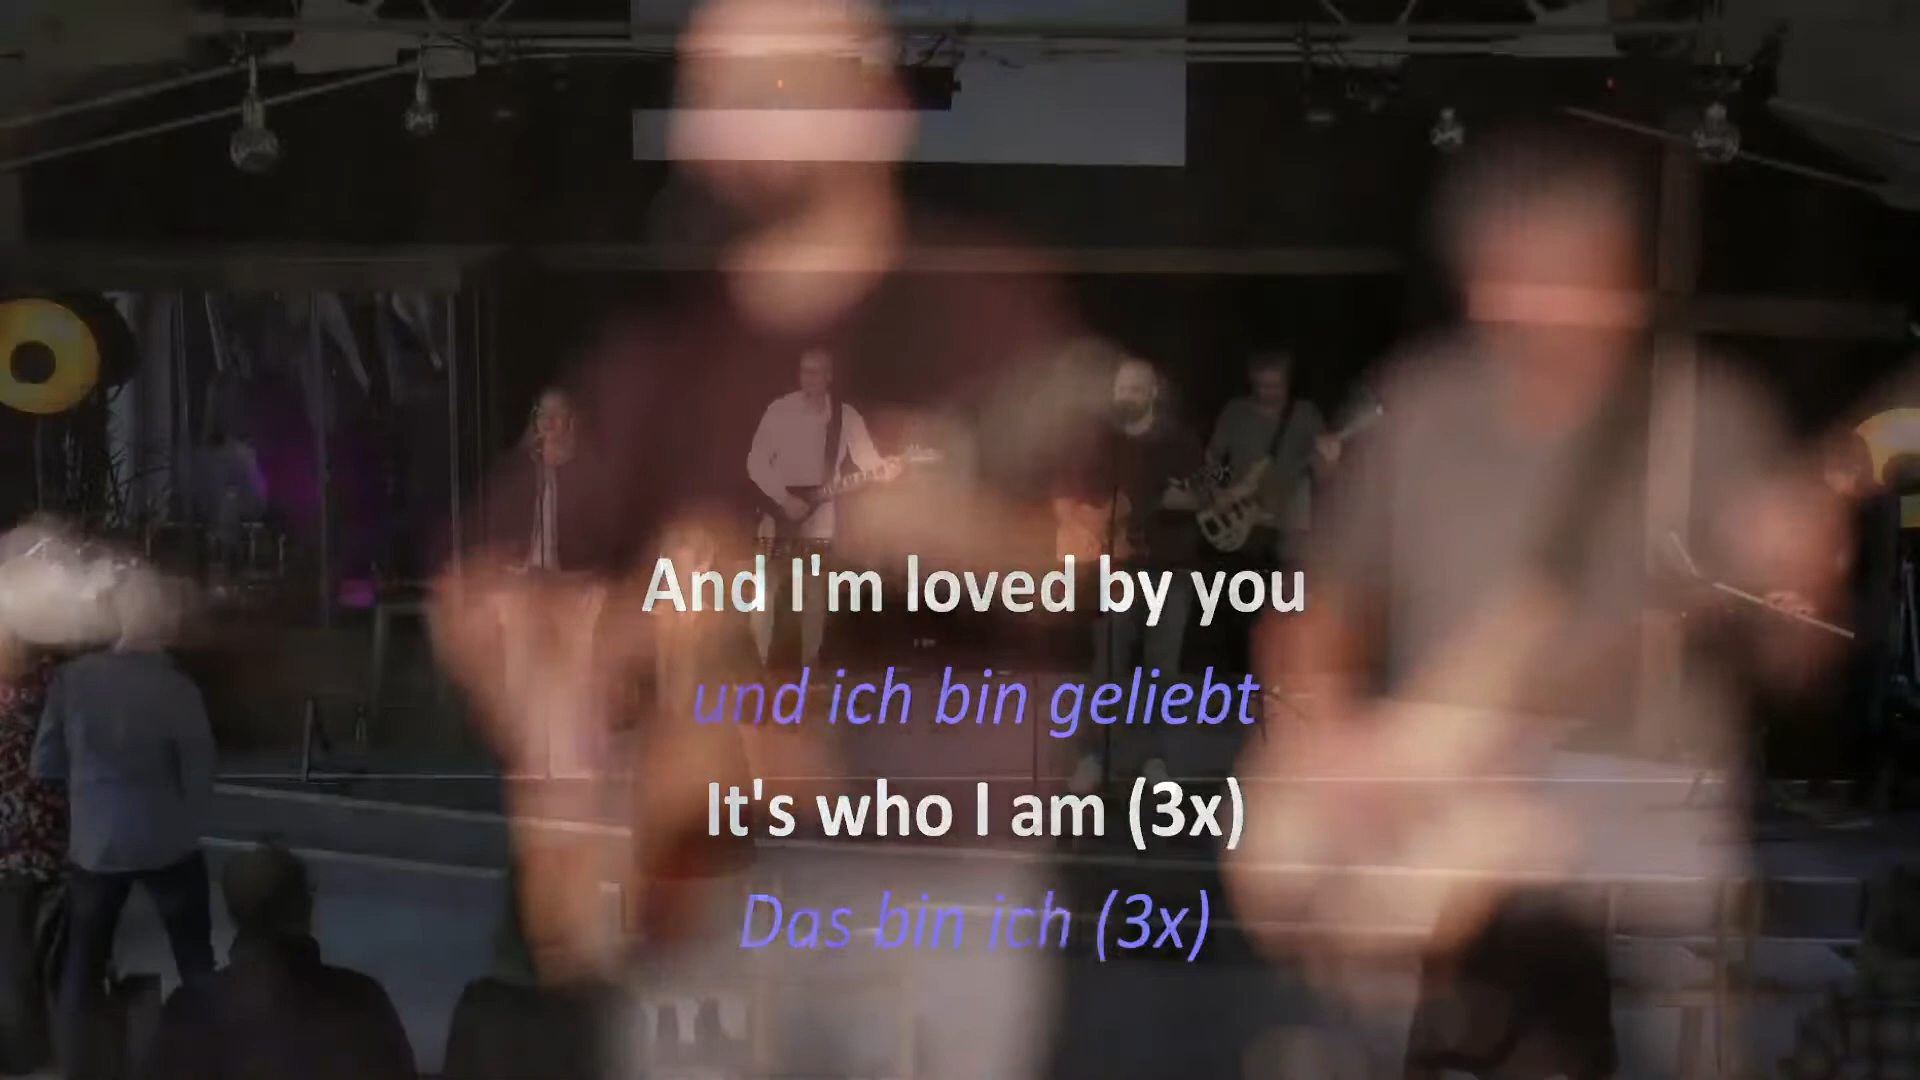 And I'm loved by you
und ich bin geliebt
It's who I am (3x)
Das bin ich (3x)